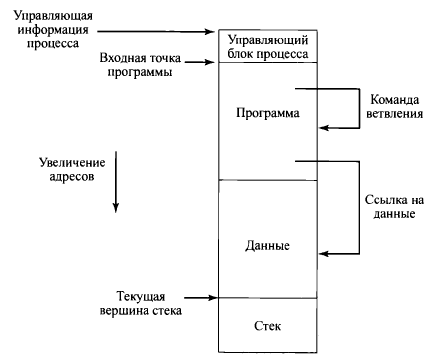 Управляющая
информация
процесса
Управляющий
блок процесса
Входная точка
программы
Программа
Команда
ветвления
Увеличение
адресов
Ссылка на
данные
Данные
Текущая
вершина стека
Стек